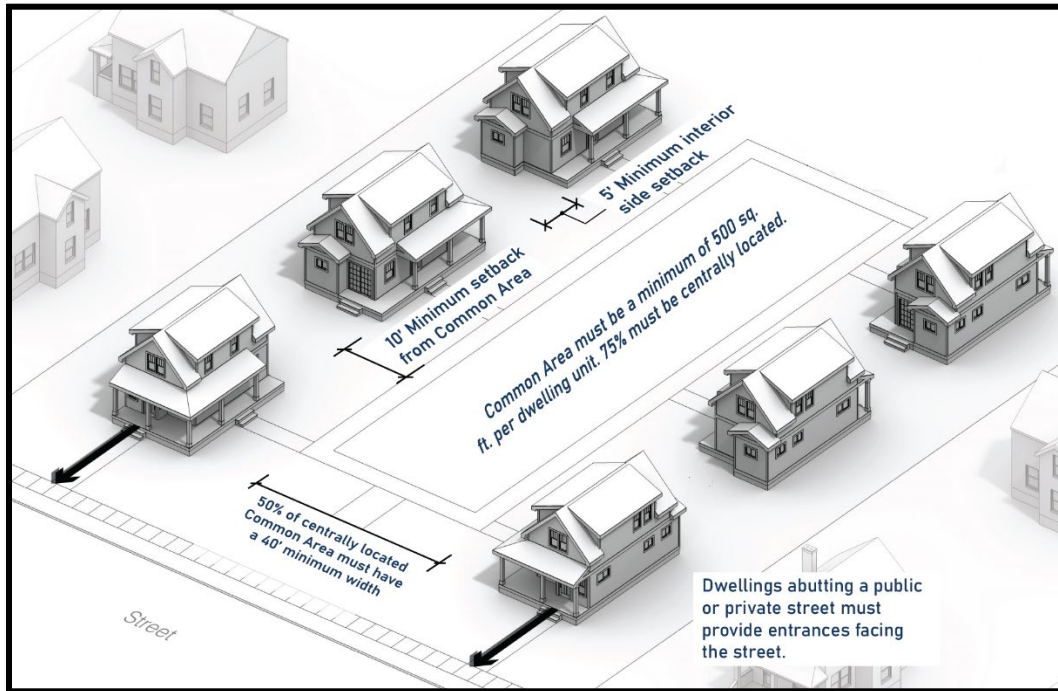 5' Minimum interior
side setback
10' Minimum setback
from Common Area
Common Area must be a minimum of 500 sq.
ft. per dwelling unit. 75% must be centrally located.
50% of centrally located
Common Area must have
a 40' minimum width
Dwellings abutting a public
or private street must
provide entrances facing
the street.
Street